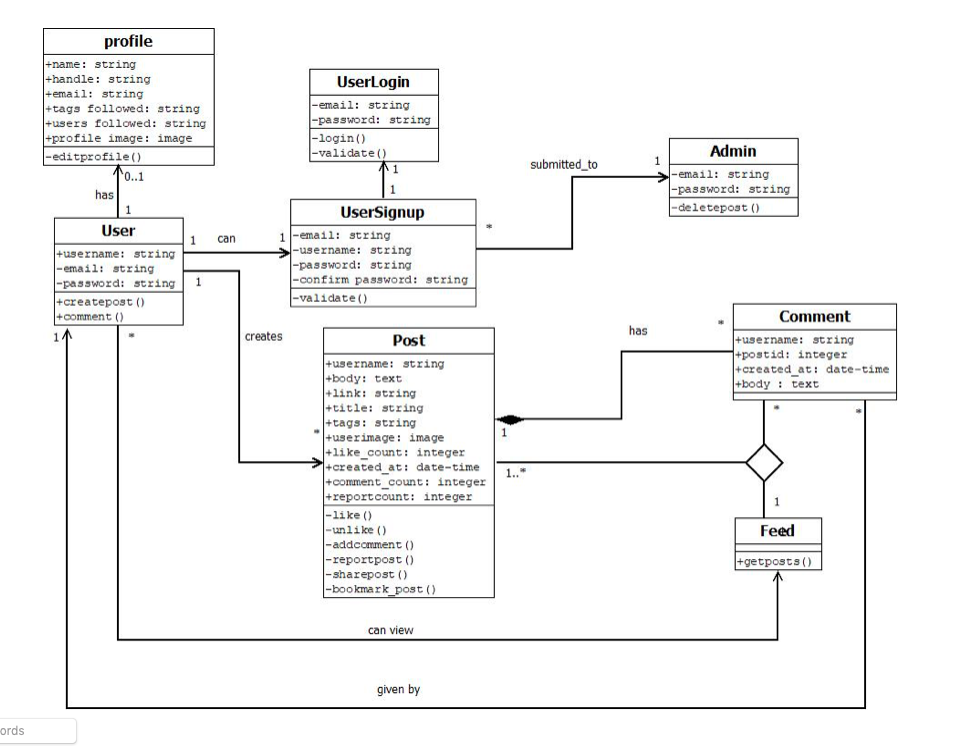 profile
+name: string
+handle: string
+email: string
+tags followed: string
+users followed: string
+profile image: image
-editprofile()
UserLogin
-email: string
-password: string
-login()
-validate()
Admin
-email: string
-password: string
-deletepost()
submitted_to
1
0..1
has
1
1
1
UserSignup
-email: string
-username: string
-password: string
-confirm password: string
-validate()
*
User
+username: string
-email: string
-password: string
+createpost()
+comment()
1
can
1
1
creates
1
*
Post
+username: string
+body: text
+link: string
+title: string
+tags: string
+userimage: image
+like_count: integer
+created_at: date-time
+comment_count: integer
+reportcount: integer
-like()
-unlike()
-addcomment()
-reportpost()
-sharepost()
-bookmark_post()
*
has
*
1
1..*
Comment
+username: string
+postid: integer
+created_at: date-time
+body : text
*
*
1
Feed
+getposts()
can view
given by
ords